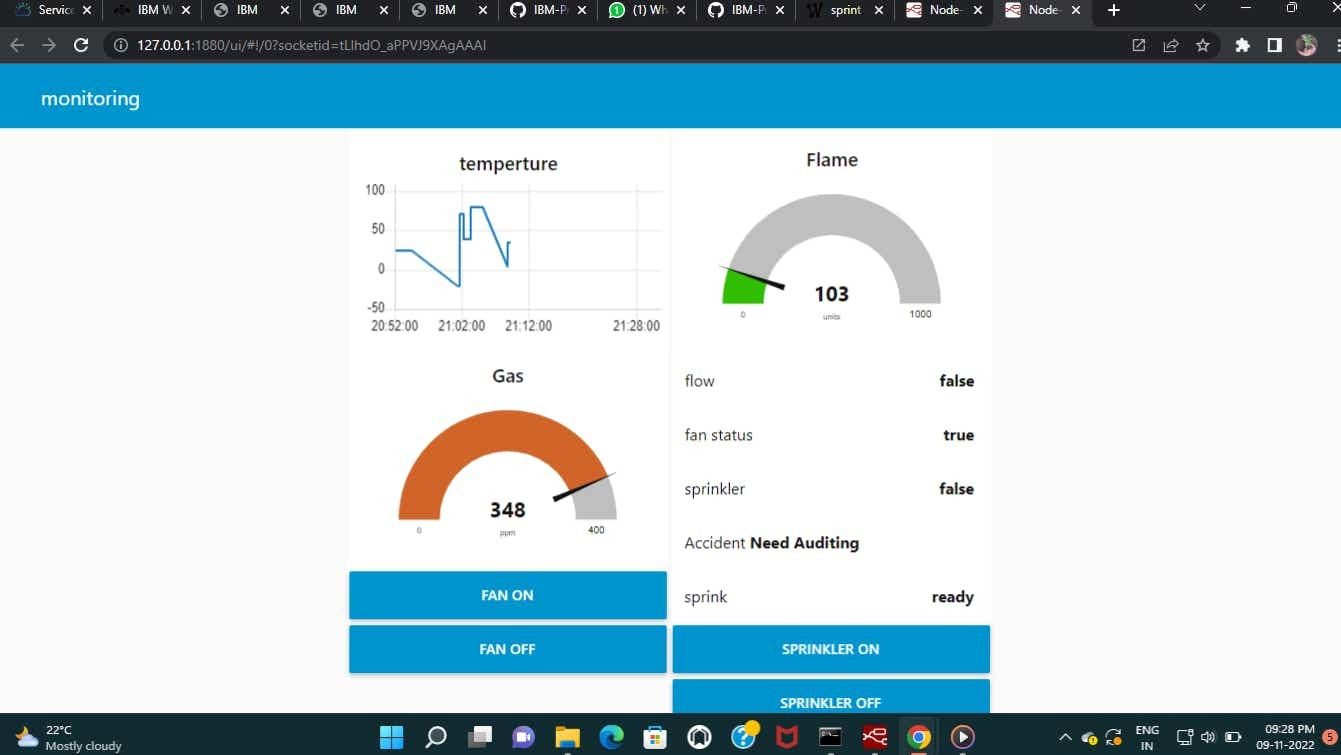 Service
IBM W
IBM
IBM
IBM
IBM-P
(1) Wh
IBM-P
sprint
Node-
Node-
127.0.0.1:1880/ui/#!/0?socketid=tLIhdO_aPPVJ9XAgAAAI
monitoring
temperture
100
50
0
-50
20:52:00 21:02:00 21:12:00 21:28:00
Gas
348
ppm
0 400
FAN ON
FAN OFF
Flame
103
units
0 1000
flow false
fan status true
sprinkler false
Accident Need Auditing
sprink ready
SPRINKLER ON
SPRINKLER OFF
22°C
Mostly cloudy
ENG
IN
09:28 PM
09-11-2022
5